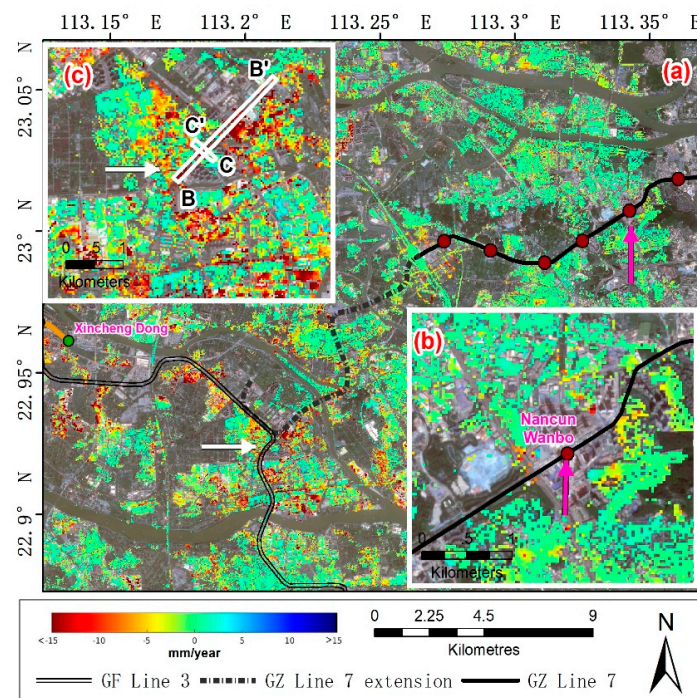 113.15° E 113.2° E 113.25° E 113.3° E 113.35° E
23.05° N
23° N
22.95° N
22.9° N
(c)
B'
C'
C
B
0 .5 1
Kilometers
(a)
Xincheng Dong
(b)
Nancun
Wanbo
0 .5 1
Kilometers
<-15 -10 -5 0 5 10 >15
mm/year
0 2.25 4.5 9
Kilometres
N
GF Line 3 GZ Line 7 extension GZ Line 7